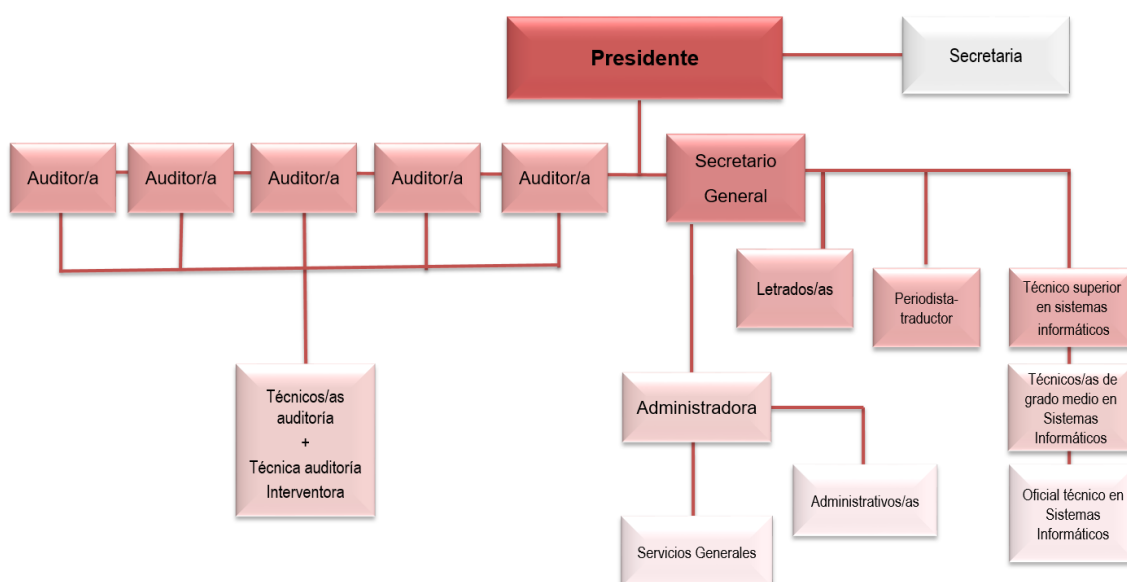 Presidente
Secretaria
Auditor/a
Auditor/a
Auditor/a
Auditor/a
Auditor/a
Secretario
General
Letrados/as
Periodista-
traductor
Técnico superior
en sistemas
informáticos
Técnicos/as
auditoría
+
Técnica auditoría
Interventora
Administradora
Técnicos/as de
grado medio en
Sistemas
Informáticos
Administrativos/as
Oficial técnico en
Sistemas
Informáticos
Servicios Generales